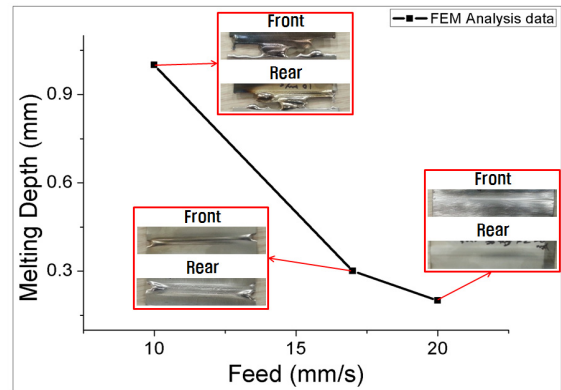 FEM Analysis data
Front
Rear
Front
Rear
Front
Rear
Melting Depth (mm)
0.9
0.6
0.3
10
15
20
Feed (mm/s)